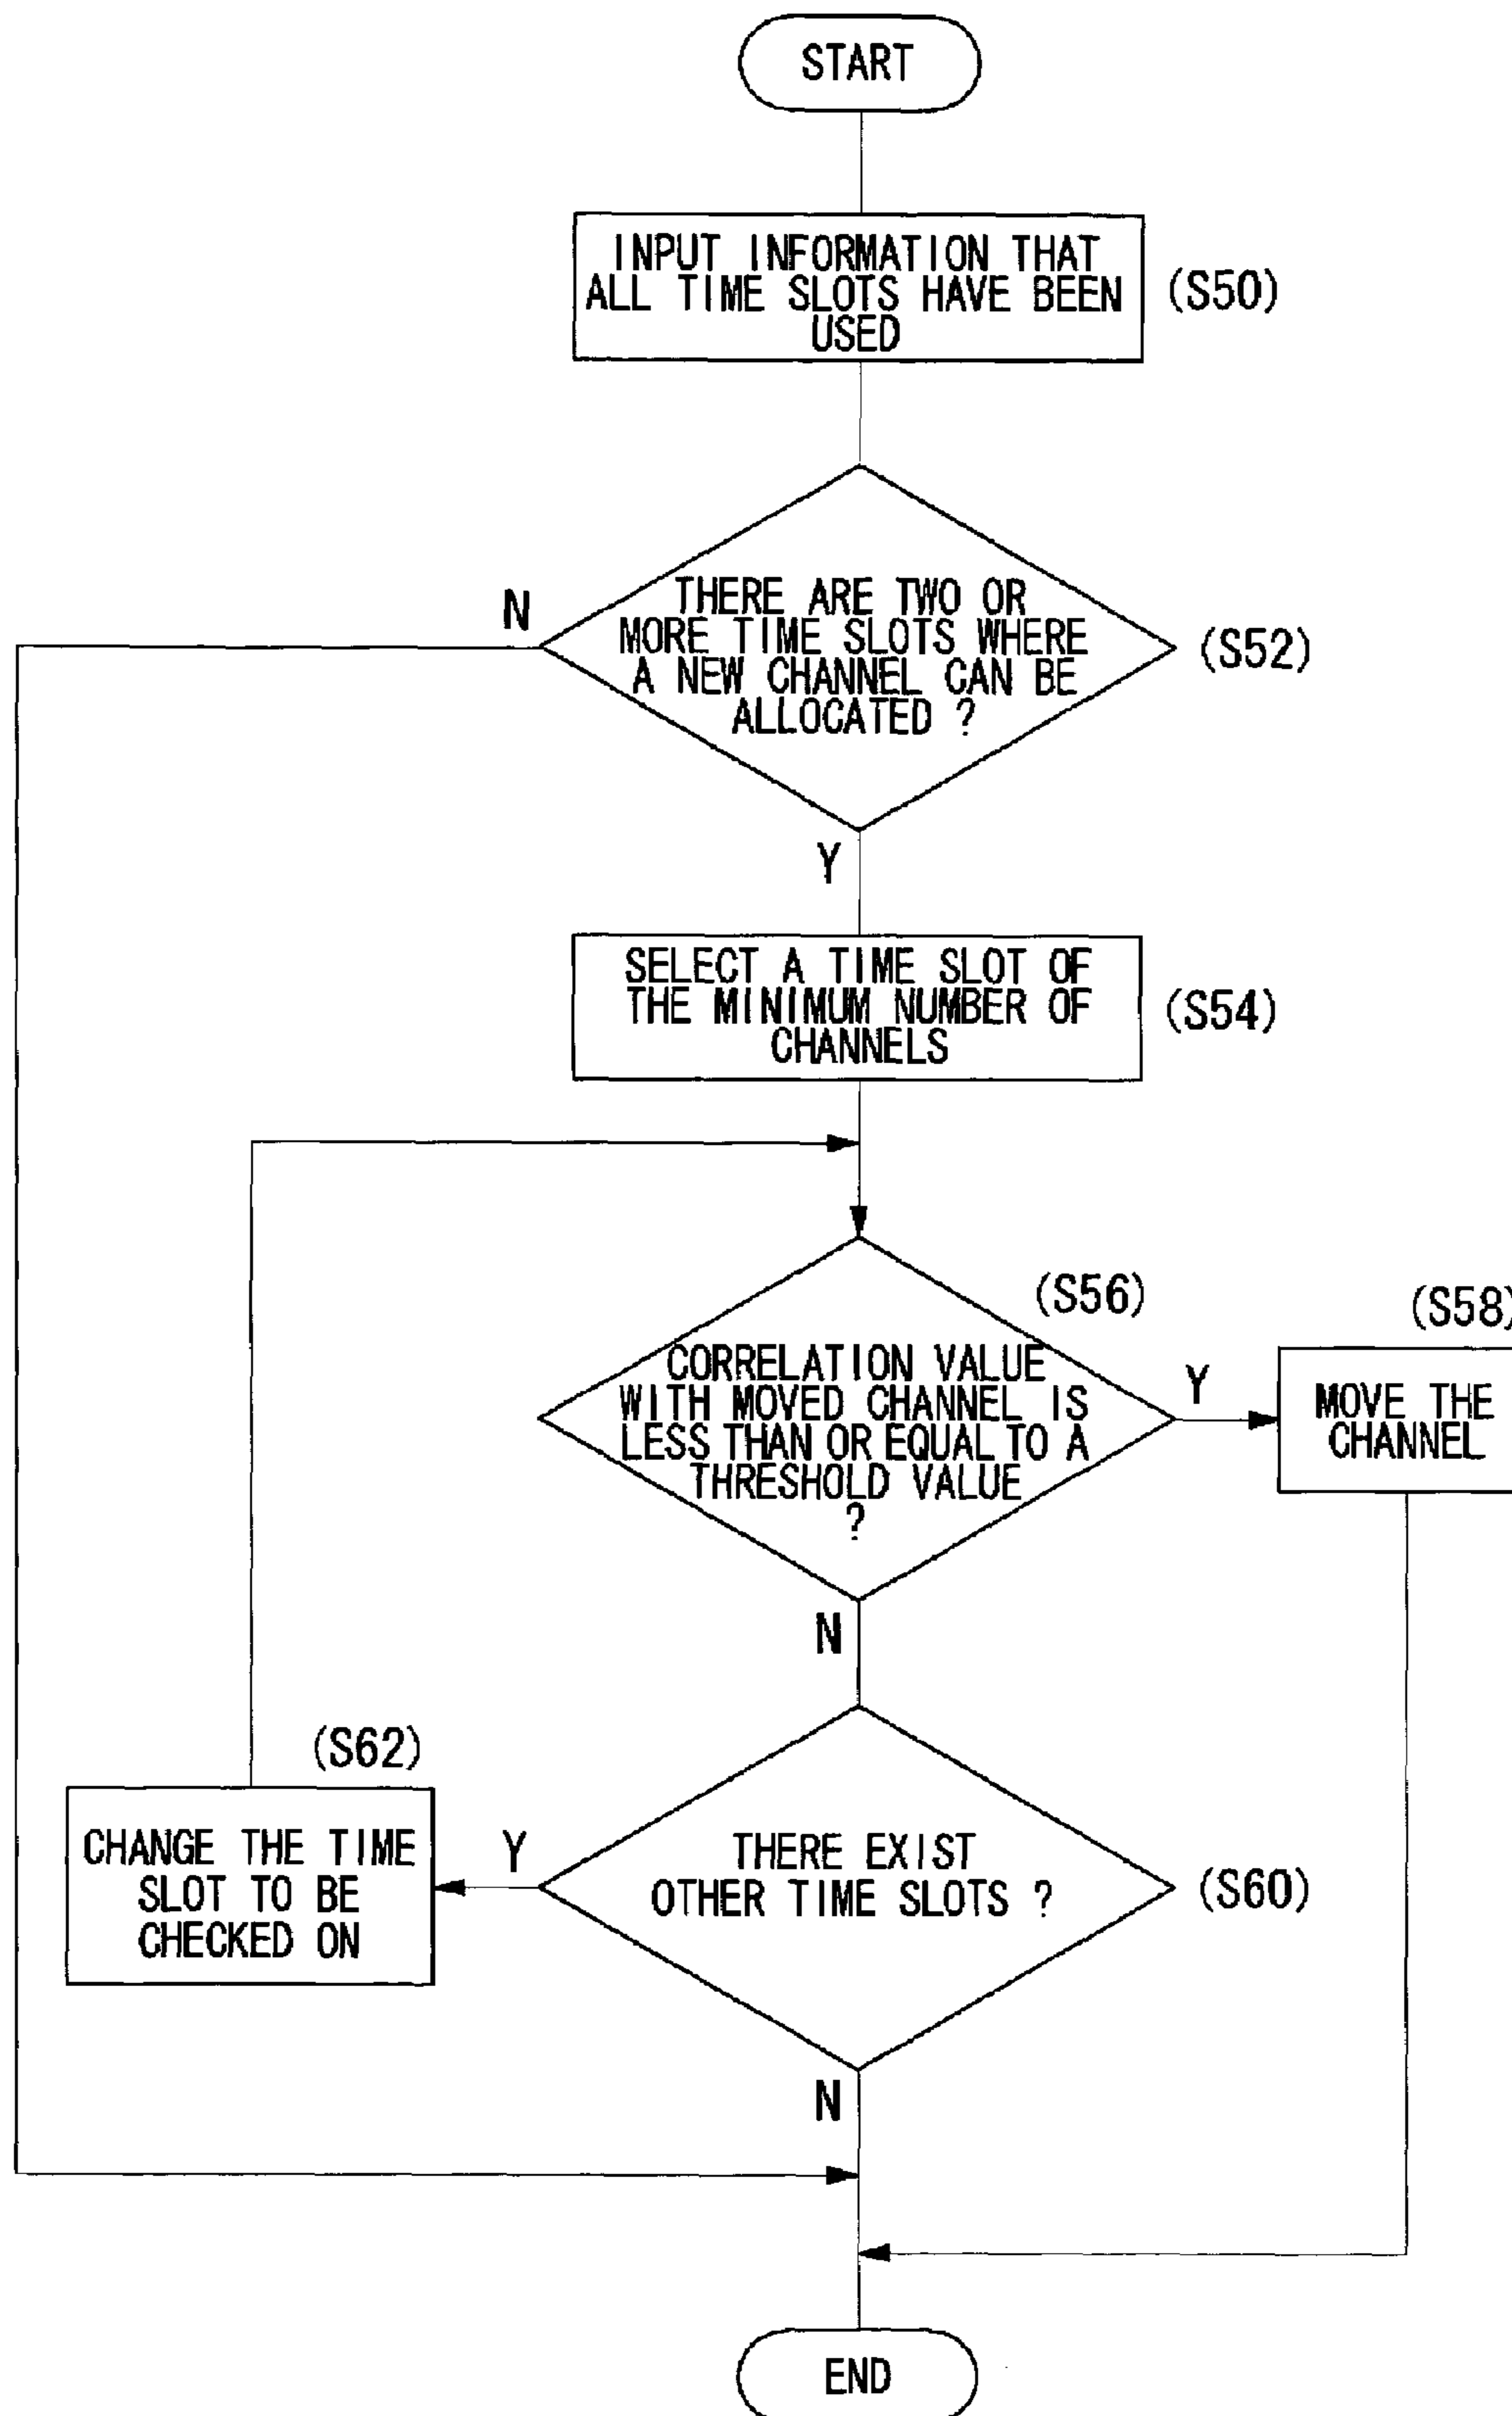 START
INPUT INFORMATION THAT
ALL TIME SLOTS HAVE BEEN
USED
(S50)
N
THERE ARE TWO OR
MORE TIME SLOTS WHERE
A NEW CHANNEL CAN BE
ALLOCATED ?
(S52)
Y
SELECT A TIME SLOT OF
THE MINIMUM NUMBER OF
CHANNELS
(S54)
(S56)
CORRELATION VALUE
WITH MOVED CHANNEL IS
LESS THAN OR EQUAL TO A
THRESHOLD VALUE
?
Y
(S58)
MOVE THE
CHANNEL
N
(S62)
CHANGE THE TIME
SLOT TO BE
CHECKED ON
Y
THERE EXIST
OTHER TIME SLOTS ?
(S60)
N
END